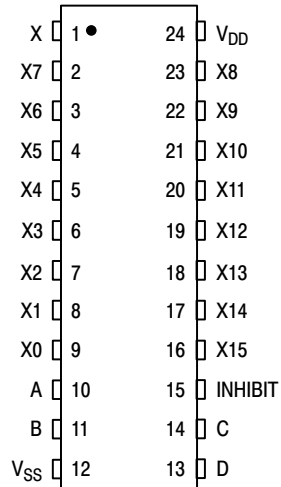 X 1 24 VDD
X7 2 23 X8
X6 3 22 X9
X5 4 21 X10
X4 5 20 X11
X3 6 19 X12
X2 7 18 X13
X1 8 17 X14
X0 9 16 X15
A 10 15 INHIBIT
B 11 14 C
VSS 12 13 D